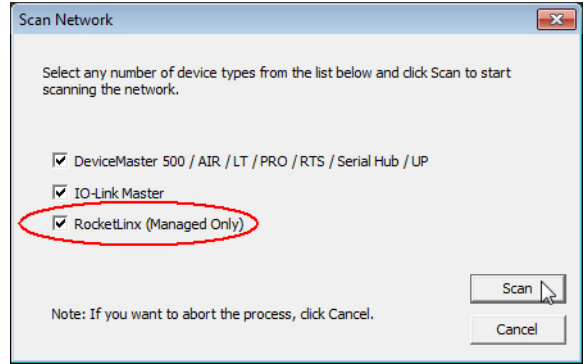 Scan Network
Select any number of device types from the list below and click Scan to start
scanning the network.
DeviceMaster 500 / AIR / LT / PRO / RTS / Serial Hub / UP
IO-Link Master
RocketLinx (Managed Only)
Scan
Note: If you want to abort the process, click Cancel.
Cancel